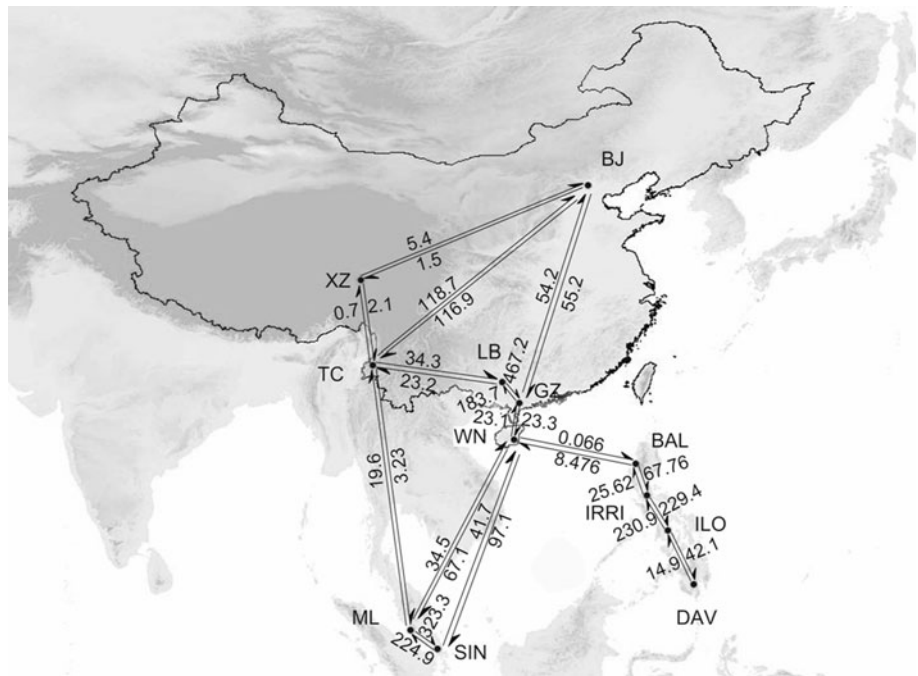 BJ
5.4
1.5
XZ
118.7
116.9
54.2
55.2
0.7
2.1
LB
467.2
TC
34.3
23.2
183.7
GZ
23.1
23.3
WN
0.066
8.476
BAL
19.6
3.23
25.62
67.76
IRRI
229.4
230.9
ILO
41.7
97.1
34.5
67.1
14.9
42.1
ML
323.3
224.9
SIN
DAV